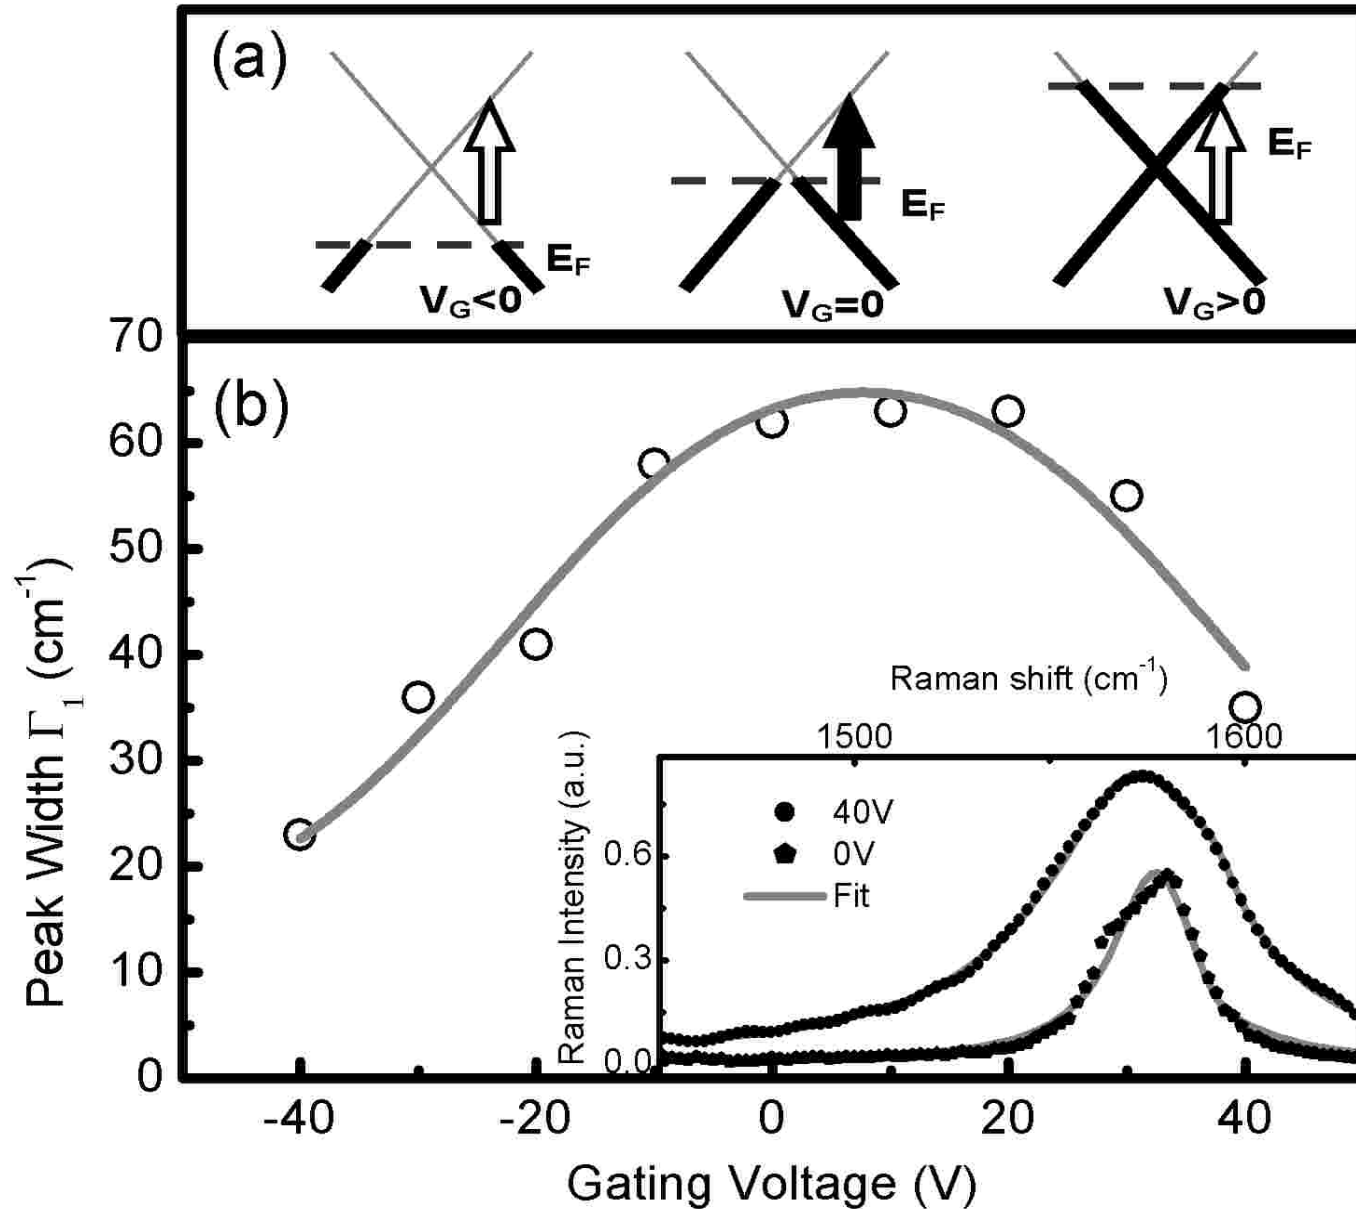 (a)
E_F
V_G<0
E_F
V_G=0
E_F
V_G>0
(b)
70
60
50
40
30
20
10
0
Peak Width Γ₁ (cm⁻¹)
-40
-20
0
20
40
Gating Voltage (V)
Raman shift (cm⁻¹)
1500
1600
Raman Intensity (a.u.)
0.6
0.3
0.0
40V
0V
Fit